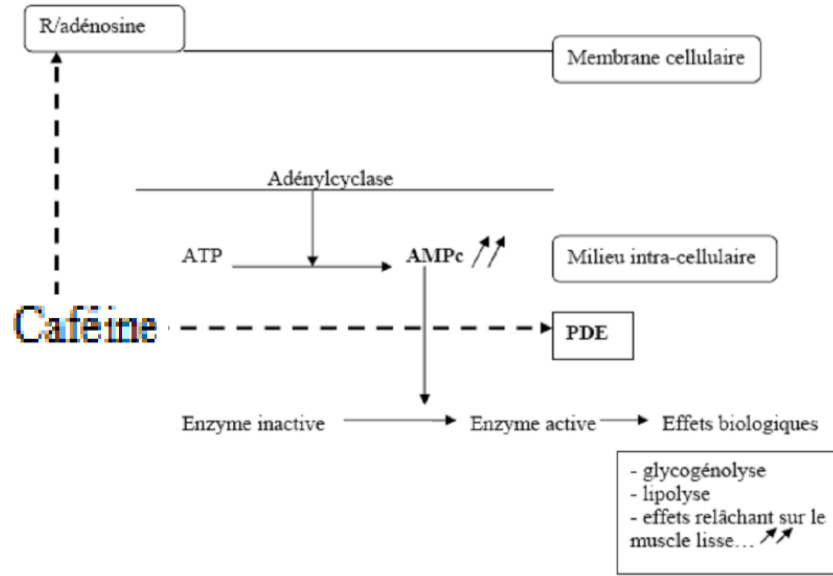 R/adénosine
Membrane cellulaire
Adénylcyclase
ATP
AMPc
Milieu intra-cellulaire
Caféine
PDE
Enzyme inactive
Enzyme active
Effets biologiques
- glycogénolyse
- lipolyse
- effets relâchant sur le
muscle lisse…